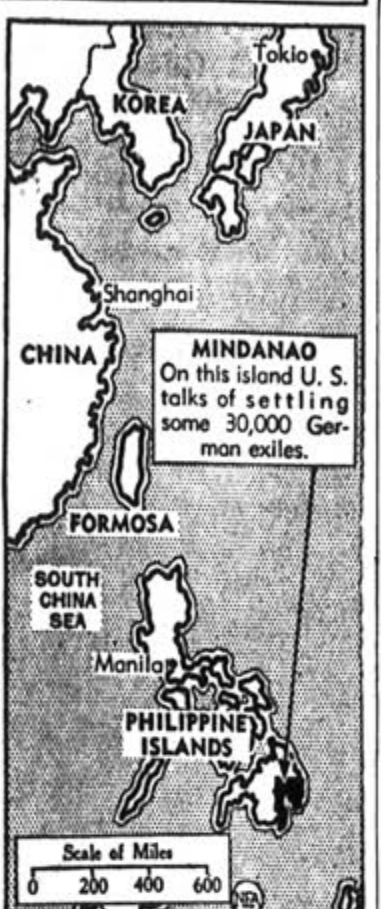 Tokio
KOREA
JAPAN
Shanghai
CHINA
MINDANAO
On this island U. S.
talks of settling
some 30,000 Ger-
man exiles.
FORMOSA
SOUTH
CHINA
SEA
Manila
PHILIPPINE
ISLANDS
Scale of Miles
0 200 400 600
NEA